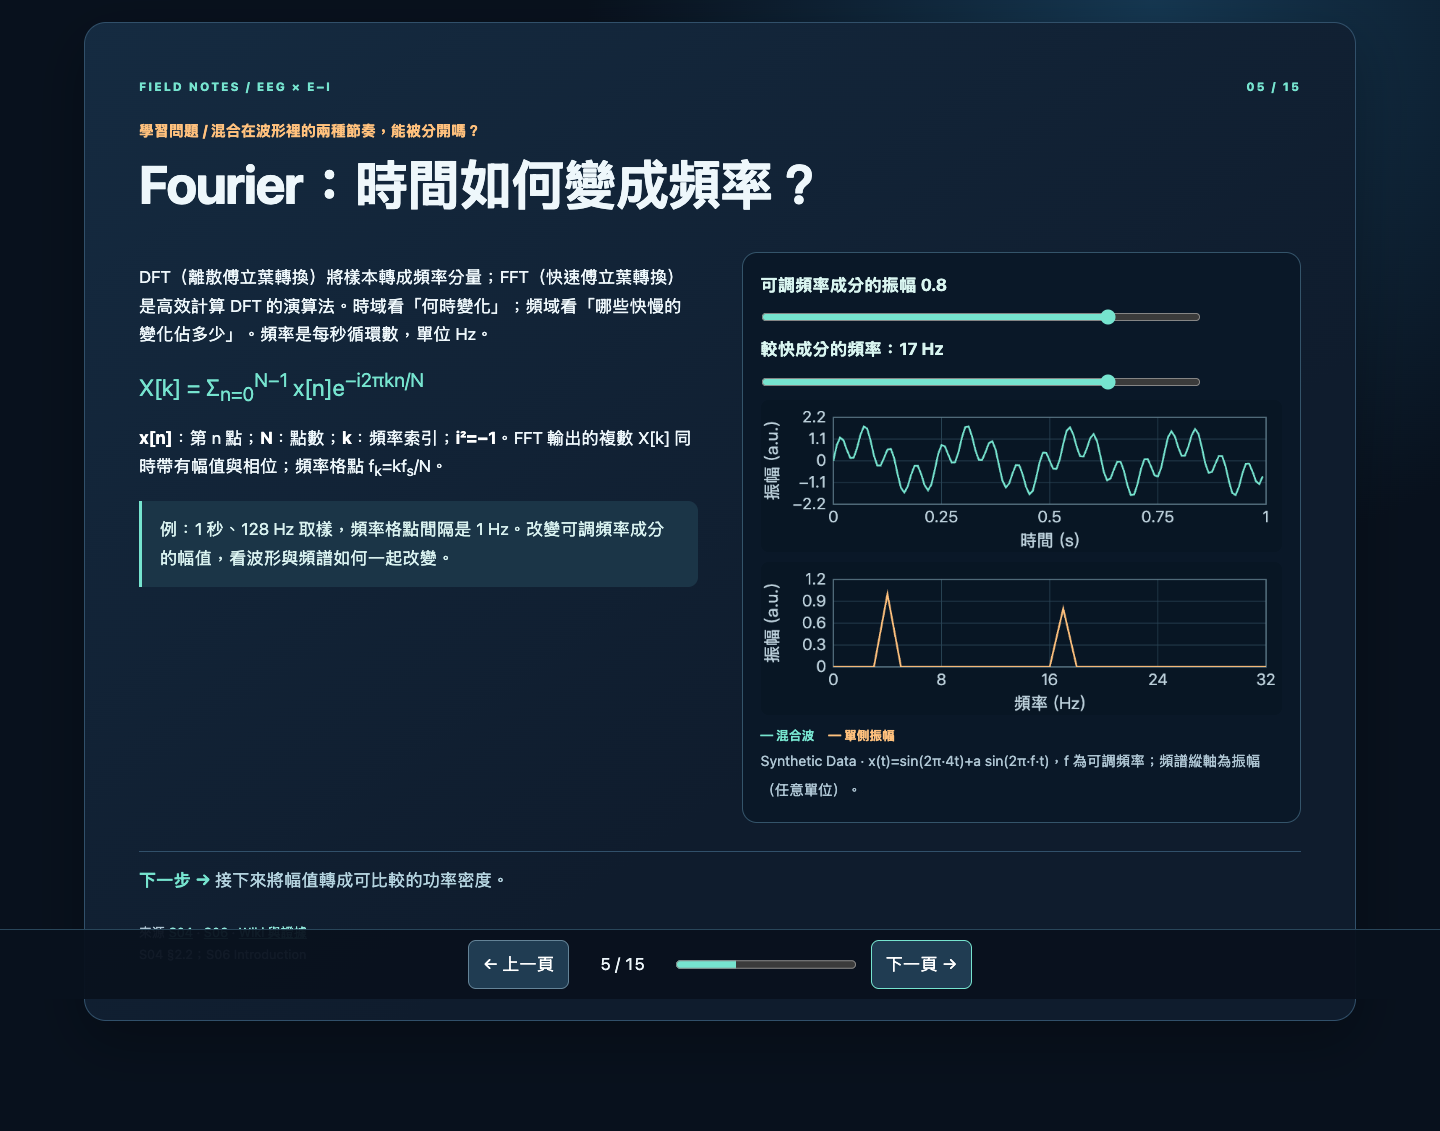 FIELD NOTES / EEG × E–I
05 / 15
學習問題 / 混合在波形裡的兩種節奏，能被分開嗎？
Fourier：時間如何變成頻率？
DFT（離散傅立葉轉換）將樣本轉成頻率分量；FFT（快速傅立葉轉換）
是高效計算 DFT 的演算法。時域看「何時變化」；頻域看「哪些快慢的
變化佔多少」。頻率是每秒循環數，單位 Hz。
X[k] = Σn=0N−1 x[n]e−i2πkn/N
x[n]：第 n 點；N：點數；k：頻率索引；i²=−1。FFT 輸出的複數 X[k] 同
時帶有幅值與相位；頻率格點 fk=kfs/N。
例：1 秒、128 Hz 取樣，頻率格點間隔是 1 Hz。改變可調頻率成分
的幅值，看波形與頻譜如何一起改變。
可調頻率成分的振幅 0.8
較快成分的頻率：17 Hz
振幅 (a.u.)
2.2
1.1
0
−1.1
−2.2
0 0.25 0.5 0.75 1
時間 (s)
振幅 (a.u.)
1.2
0.9
0.6
0.3
0
0 8 16 24 32
頻率 (Hz)
— 混合波 — 單側振幅
Synthetic Data · x(t)=sin(2π·4t)+a sin(2π·f·t)，f 為可調頻率；頻譜縱軸為振幅
（任意單位）。
下一步 → 接下來將幅值轉成可比較的功率密度。
S04 §2.2；S06 Introduction
← 上一頁
5 / 15
下一頁 →